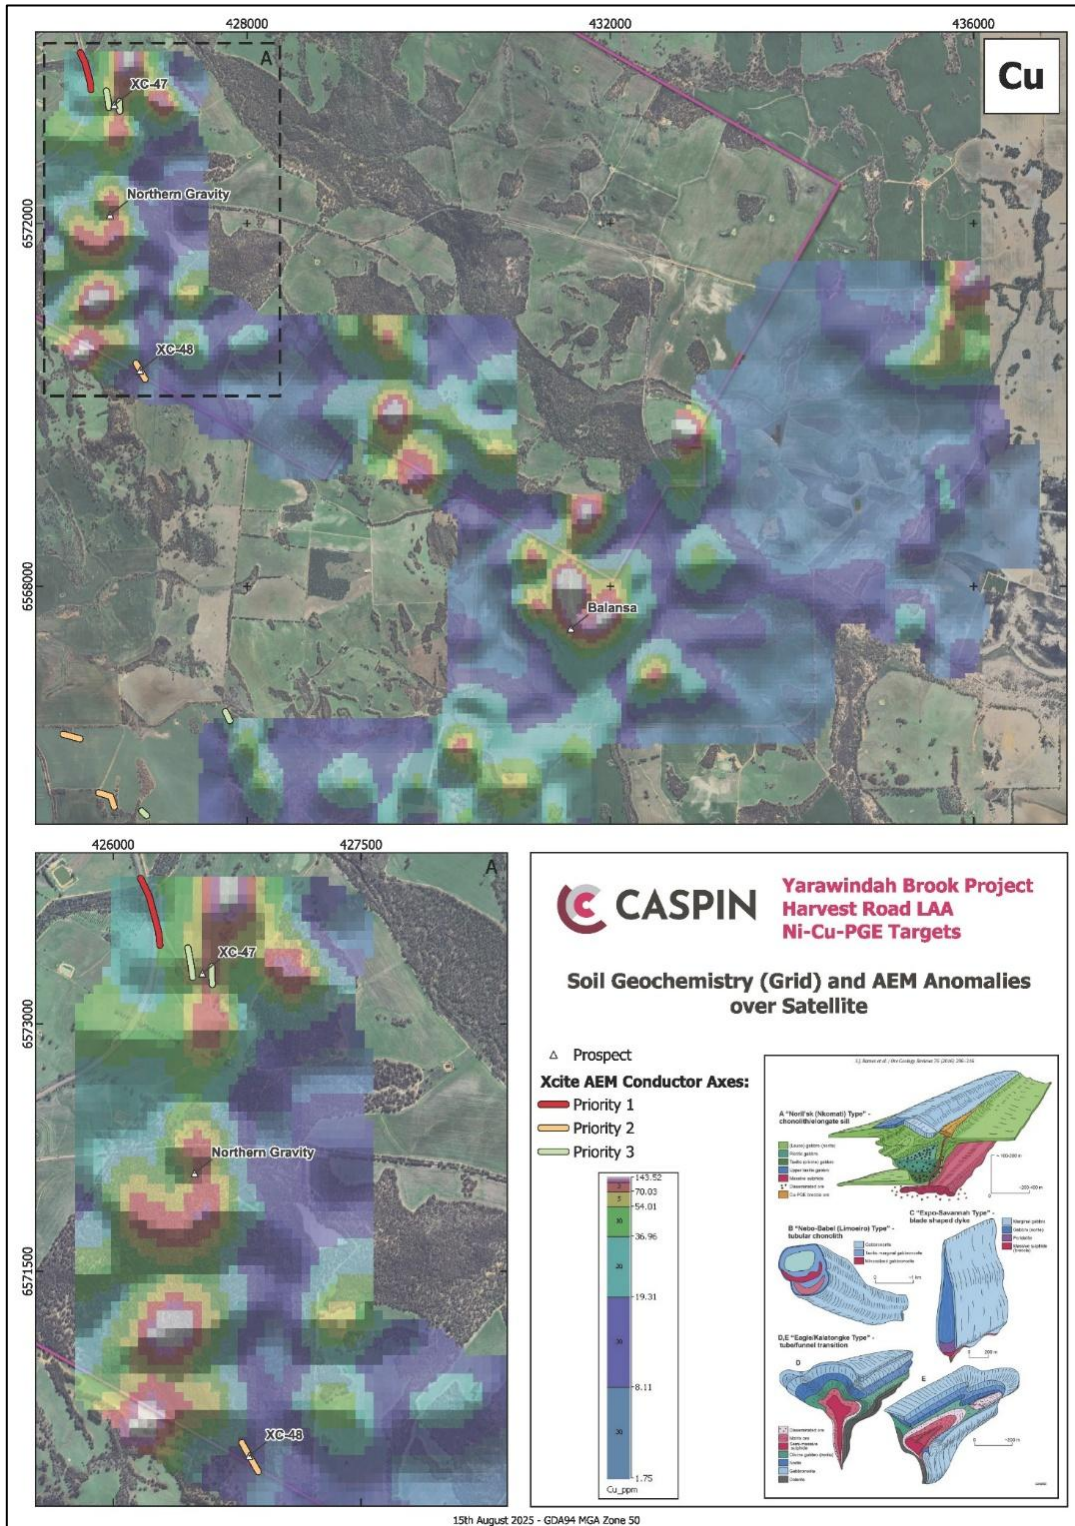 428000
432000
436000
A
Cu
XC-47
Northern Gravity
6572000
XC-48
6568000
Balansa
426000
427500
A
XC-47
6573000
Northern Gravity
6571500
XC-48
CASPIN
Yarawindah Brook Project
Harvest Road LAA
Ni-Cu-PGE Targets
Soil Geochemistry (Grid) and AEM Anomalies
over Satellite
Prospect
Xcite AEM Conductor Axes:
Priority 1
Priority 2
Priority 3
143.52
70.03
54.01
36.96
19.31
8.11
1.75
Cu_ppm
A "Noril'sk (Nkomati) Type" -
chonolith/elongate sill
Massive sulphide
B "Nebo-Babel (Limoeiro) Type" -
tubular chonolith
C "Expo-Savannah Type" -
blade shaped dyke
D,E "Eagle/Kalatongke Type" -
tube/funnel transition
D
E
15th August 2025 - GDA94 MGA Zone 50